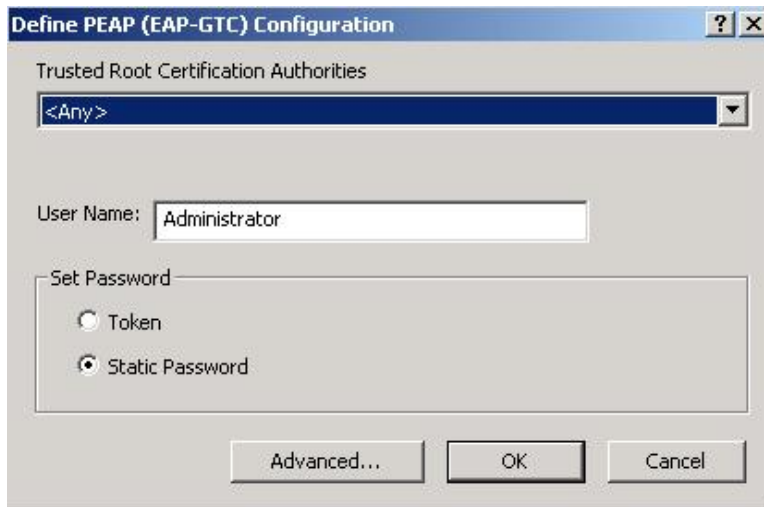 Define PEAP (EAP-GTC) Configuration
Trusted Root Certification Authorities
<Any>
User Name: Administrator
Set Password
Token
Static Password
Advanced... OK Cancel